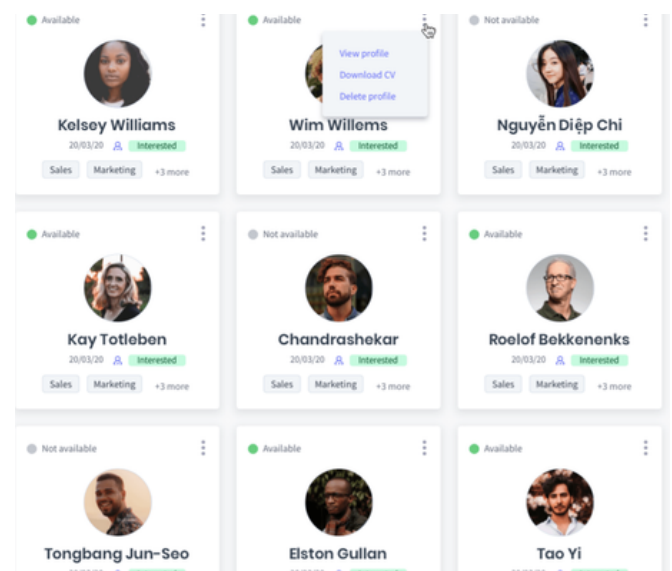 Available
Kelsey Williams
20/03/20 Interested
Sales Marketing +3 more
Available
View profile
Download CV
Delete profile
Wim Willems
20/03/20 Interested
Sales Marketing +3 more
Not available
Nguyễn Diệp Chi
20/03/20 Interested
Sales Marketing +3 more
Available
Kay Totleben
20/03/20 Interested
Sales Marketing +3 more
Not available
Chandrashekar
20/03/20 Interested
Sales Marketing +3 more
Available
Roelof Bekkenenks
20/03/20 Interested
Sales Marketing +3 more
Not available
Tongbang Jun-Seo
Available
Elston Gullan
Available
Tao Yi